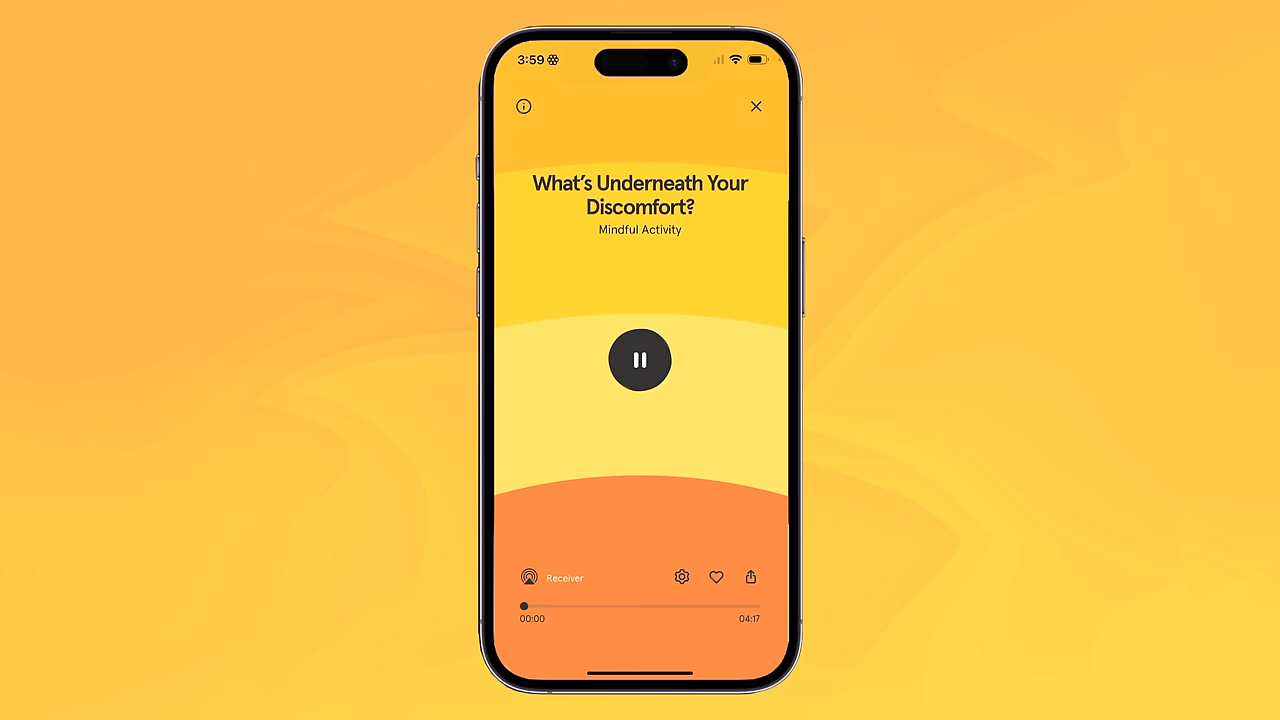 3:59
What's Underneath Your
Discomfort?
Mindful Activity
Receiver
00:00
04:17